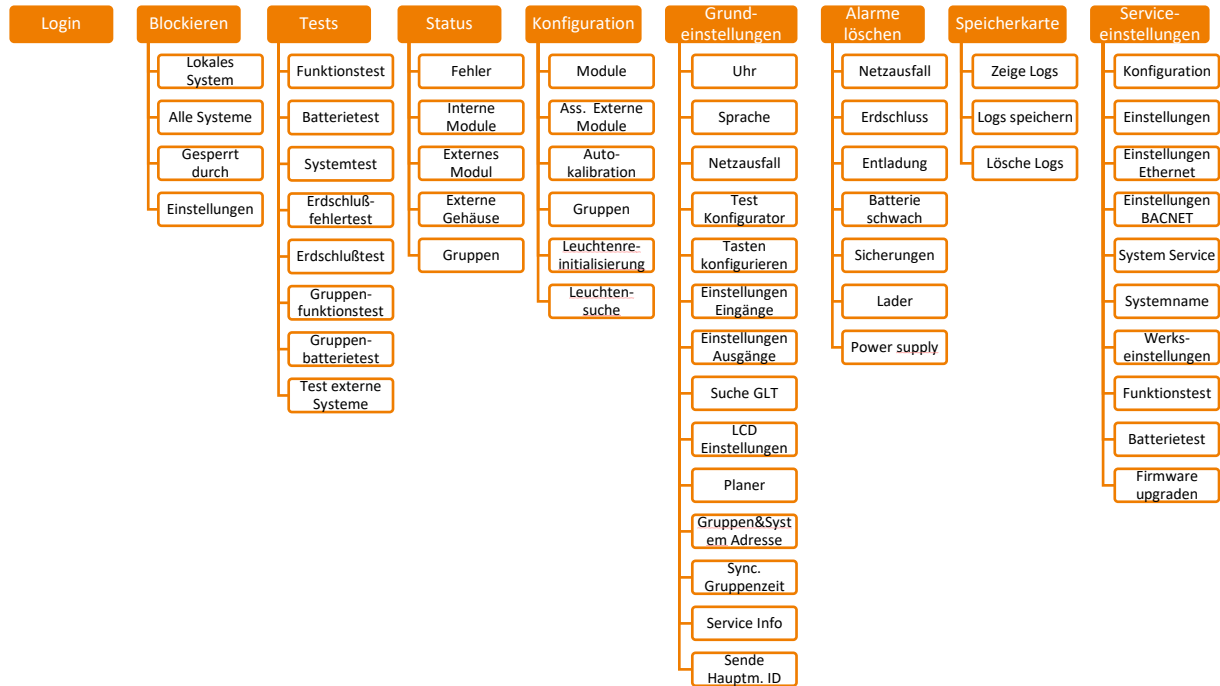 Login
Blockieren
Lokales
System
Alle Systeme
Gesperrt
durch
Einstellungen
Tests
Funktionstest
Batterietest
Systemtest
Erdschluß-
fehlertest
Erdschlußtest
Gruppen-
funktionstest
Gruppen-
batterietest
Test externe
Systeme
Status
Fehler
Interne
Module
Externes
Modul
Externe
Gehäuse
Gruppen
Konfiguration
Module
Ass. Externe
Module
Auto-
kalibration
Gruppen
Leuchtenre-
initialisierung
Leuchten-
suche
Grund-
einstellungen
Uhr
Sprache
Netzausfall
Test
Konfigurator
Tasten
konfigurieren
Einstellungen
Eingänge
Einstellungen
Ausgänge
Suche GLT
LCD
Einstellungen
Planer
Gruppen&Syst
em Adresse
Sync.
Gruppenzeit
Service Info
Sende
Hauptm. ID
Alarme
löschen
Netzausfall
Erdschluss
Entladung
Batterie
schwach
Sicherungen
Lader
Power supply
Speicherkarte
Zeige Logs
Logs speichern
Lösche Logs
Service-
einstellungen
Konfiguration
Einstellungen
Einstellungen
Ethernet
Einstellungen
BACNET
System Service
Systemname
Werks-
einstellungen
Funktionstest
Batterietest
Firmware
upgraden